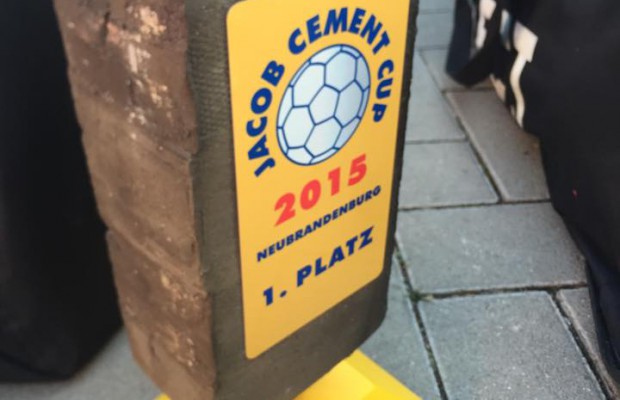 JACOB CEMENT CUP
2015
NEUBRANDENBURG
1. PLATZ